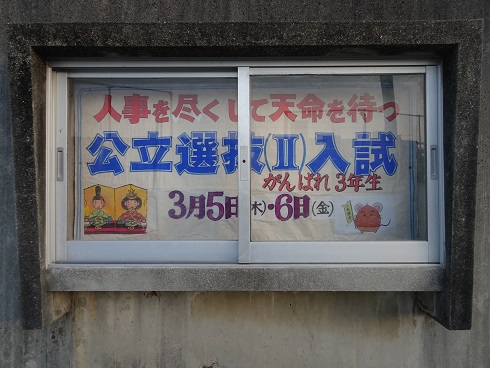 人事を尽くして天命を待つ
公立選抜(Ⅱ)入試
がんばれ3年生
3月5日(木)・6日(金)